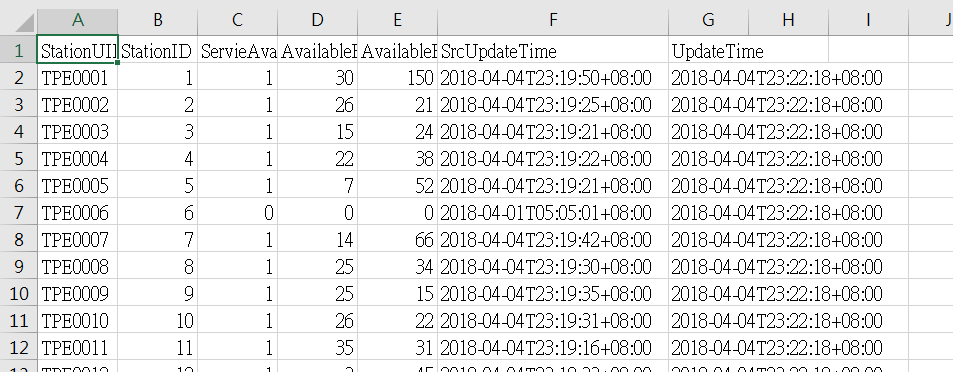 A B C D E F G H I J
1 StationUI StationID ServieAva Available Available SrcUpdateTime UpdateTime
2 TPE0001 1 1 30 150 2018-04-04T23:19:50+08:00 2018-04-04T23:22:18+08:00
3 TPE0002 2 1 26 21 2018-04-04T23:19:25+08:00 2018-04-04T23:22:18+08:00
4 TPE0003 3 1 15 24 2018-04-04T23:19:21+08:00 2018-04-04T23:22:18+08:00
5 TPE0004 4 1 22 38 2018-04-04T23:19:22+08:00 2018-04-04T23:22:18+08:00
6 TPE0005 5 1 7 52 2018-04-04T23:19:21+08:00 2018-04-04T23:22:18+08:00
7 TPE0006 6 0 0 0 2018-04-01T05:05:01+08:00 2018-04-04T23:22:18+08:00
8 TPE0007 7 1 14 66 2018-04-04T23:19:42+08:00 2018-04-04T23:22:18+08:00
9 TPE0008 8 1 25 34 2018-04-04T23:19:30+08:00 2018-04-04T23:22:18+08:00
10 TPE0009 9 1 25 15 2018-04-04T23:19:35+08:00 2018-04-04T23:22:18+08:00
11 TPE0010 10 1 26 22 2018-04-04T23:19:31+08:00 2018-04-04T23:22:18+08:00
12 TPE0011 11 1 35 31 2018-04-04T23:19:16+08:00 2018-04-04T23:22:18+08:00